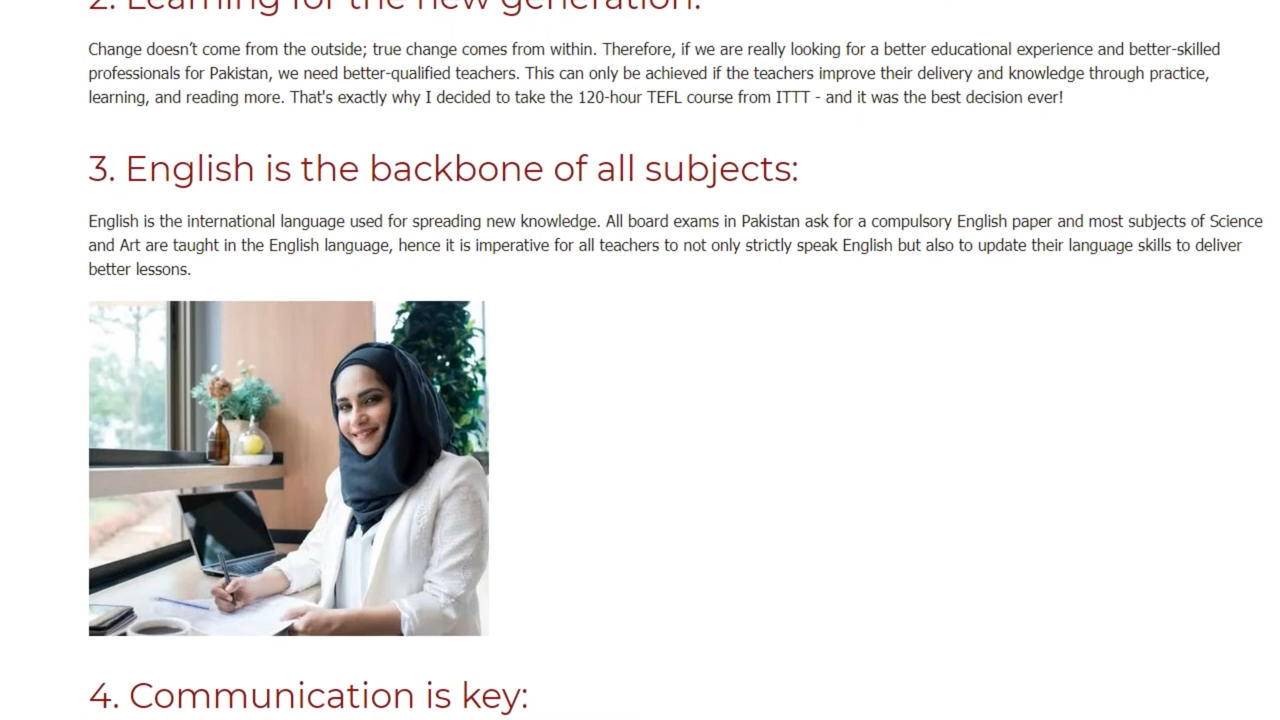 2. Learning for the new generation:
Change doesn’t come from the outside; true change comes from within. Therefore, if we are really looking for a better educational experience and better-skilled
professionals for Pakistan, we need better-qualified teachers. This can only be achieved if the teachers improve their delivery and knowledge through practice,
learning, and reading more. That's exactly why I decided to take the 120-hour TEFL course from ITTT - and it was the best decision ever!
3. English is the backbone of all subjects:
English is the international language used for spreading new knowledge. All board exams in Pakistan ask for a compulsory English paper and most subjects of Science
and Art are taught in the English language, hence it is imperative for all teachers to not only strictly speak English but also to update their language skills to deliver
better lessons.
4. Communication is key: